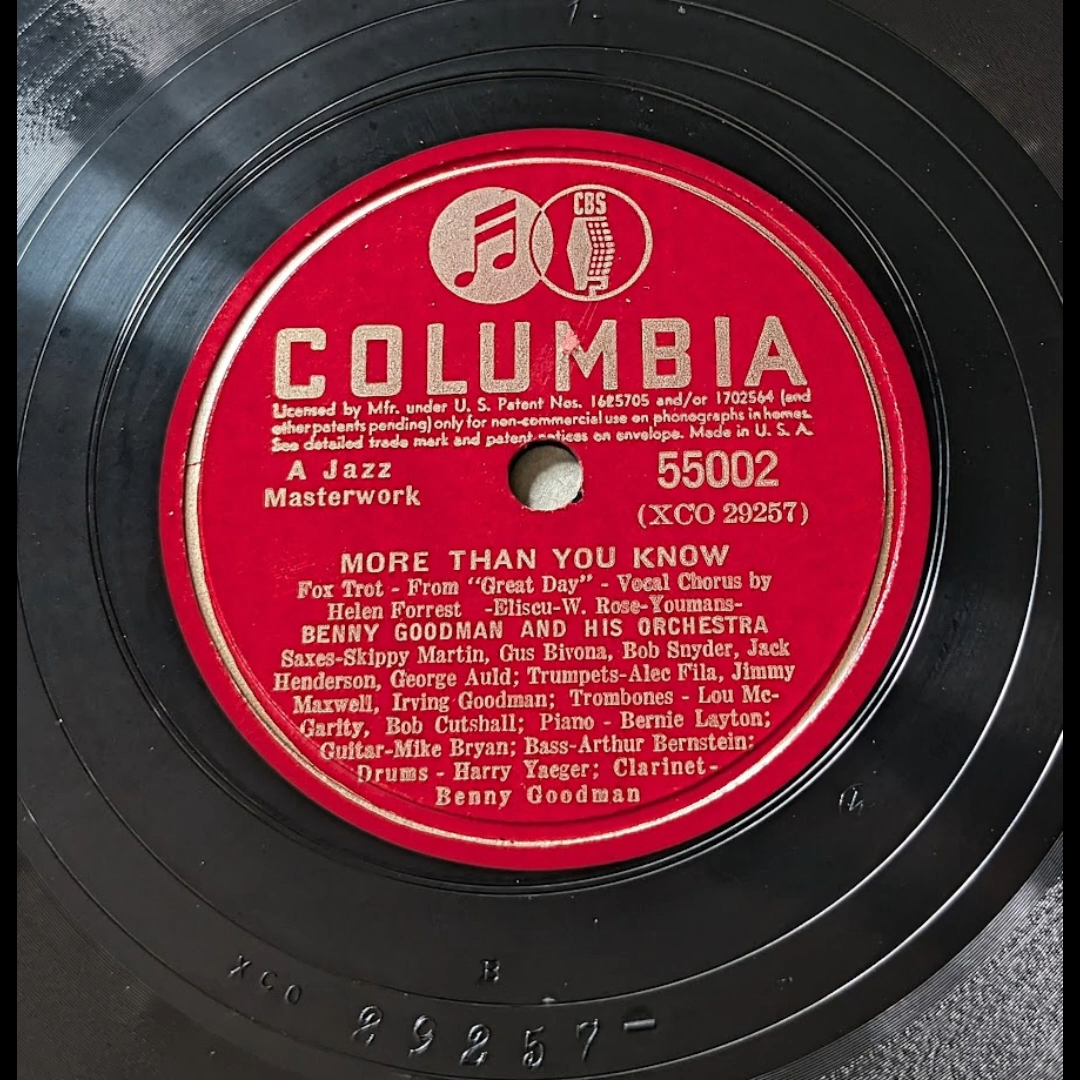 CBS
COLUMBIA
Licensed by Mfr. under U. S. Patent Nos. 1625705 and/or 1702564 (and
other patents pending) only for non-commercial use on phonographs in homes.
See detailed trade mark and patent notices on envelope. Made in U. S. A.
A Jazz
Masterwork
55002
(XCO 29257)
MORE THAN YOU KNOW
Fox Trot - From "Great Day" - Vocal Chorus by
Helen Forrest -Eliscu-W. Rose-Youmans-
BENNY GOODMAN AND HIS ORCHESTRA
Saxes-Skippy Martin, Gus Bivona, Bob Snyder, Jack
Henderson, George Auld; Trumpets-Alec Fila, Jimmy
Maxwell, Irving Goodman; Trombones - Lou Mc-
Garity, Bob Cutshall; Piano - Bernie Layton;
Guitar-Mike Bryan; Bass-Arthur Bernstein;
Drums - Harry Yaeger; Clarinet-
Benny Goodman
B
XCO 29257-